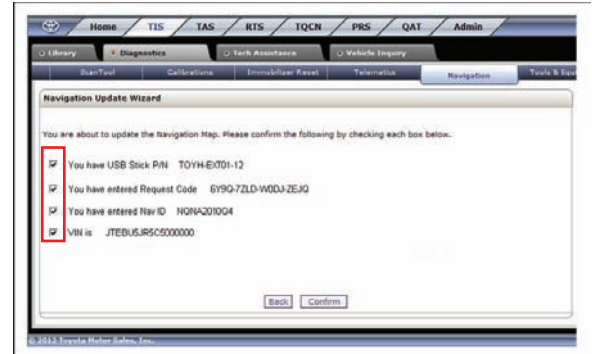 Home TIS TAS RTS TQCN PRS QAT Admin
Library Diagnostics Tech Assistance Vehicle Inquiry
ScanTool Calibrations Immobilizer Reset Telematics Navigation Tools & Equi
Navigation Update Wizard
You are about to update the Navigation Map. Please confirm the following by checking each box below.
You have USB Stick P/N TOYH-EXT01-12
You have entered Request Code 6Y9Q-7ZLD-W0DJ-ZEJQ
You have entered Nav ID NQNA2010Q4
VIN is JTEBU5JR5C5000000
Back Confirm
© 2013 Toyota Motor Sales, Inc.